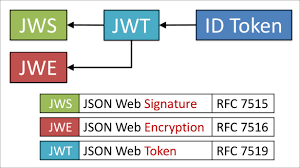 JWS JWT ID Token
JWE
JWS JSON Web Signature RFC 7515
JWE JSON Web Encryption RFC 7516
JWT JSON Web Token RFC 7519